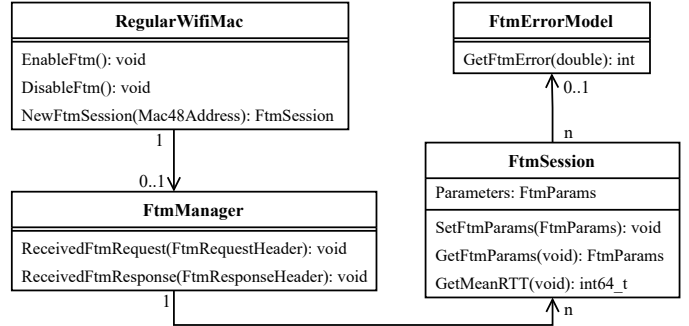 RegularWifiMac
EnableFtm(): void
DisableFtm(): void
NewFtmSession(Mac48Address): FtmSession
1
0..1
FtmManager
ReceivedFtmRequest(FtmRequestHeader): void
ReceivedFtmResponse(FtmResponseHeader): void
1
FtmErrorModel
GetFtmError(double): int
0..1
n
FtmSession
Parameters: FtmParams
SetFtmParams(FtmParams): void
GetFtmParams(void): FtmParams
GetMeanRTT(void): int64_t
n